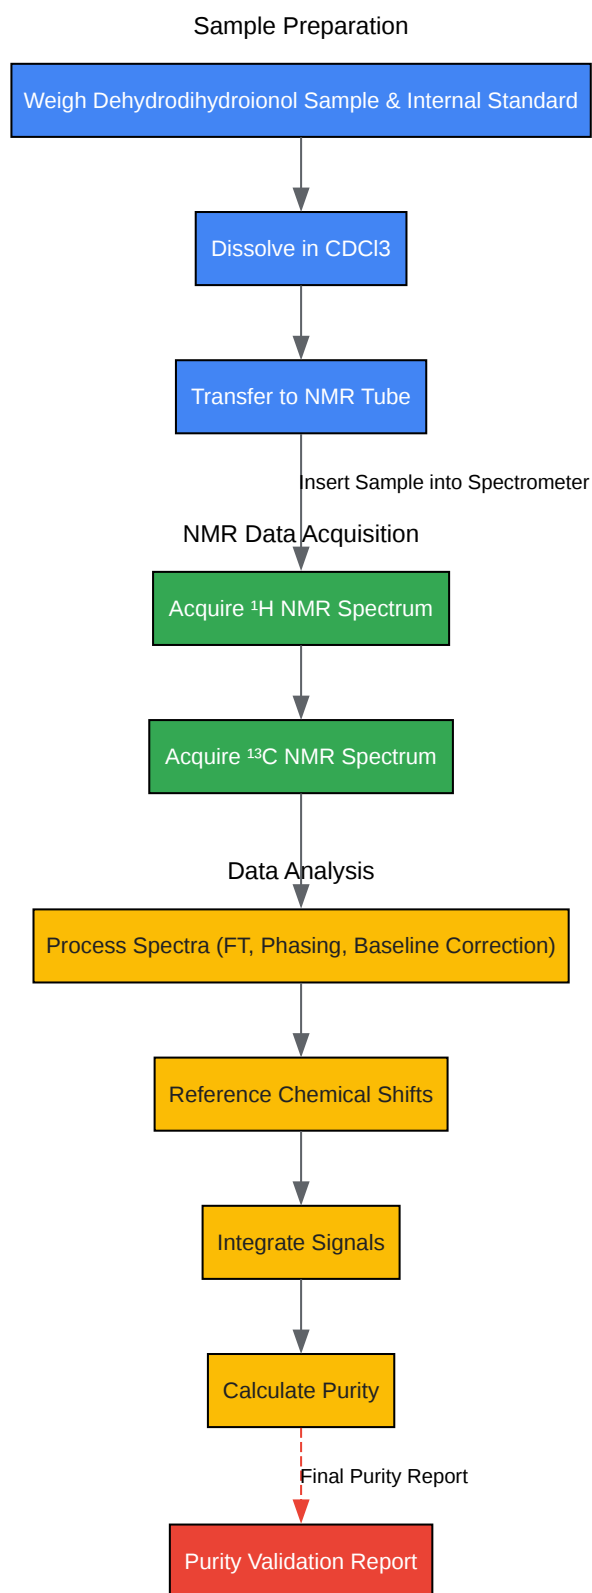 Sample Preparation
Weigh Dehydrodihydroionol Sample & Internal Standard
Dissolve in CDCl3
Transfer to NMR Tube
Insert Sample into Spectrometer
NMR Data Acquisition
Acquire ¹H NMR Spectrum
Acquire ¹³C NMR Spectrum
Data Analysis
Process Spectra (FT, Phasing, Baseline Correction)
Reference Chemical Shifts
Integrate Signals
Calculate Purity
Final Purity Report
Purity Validation Report